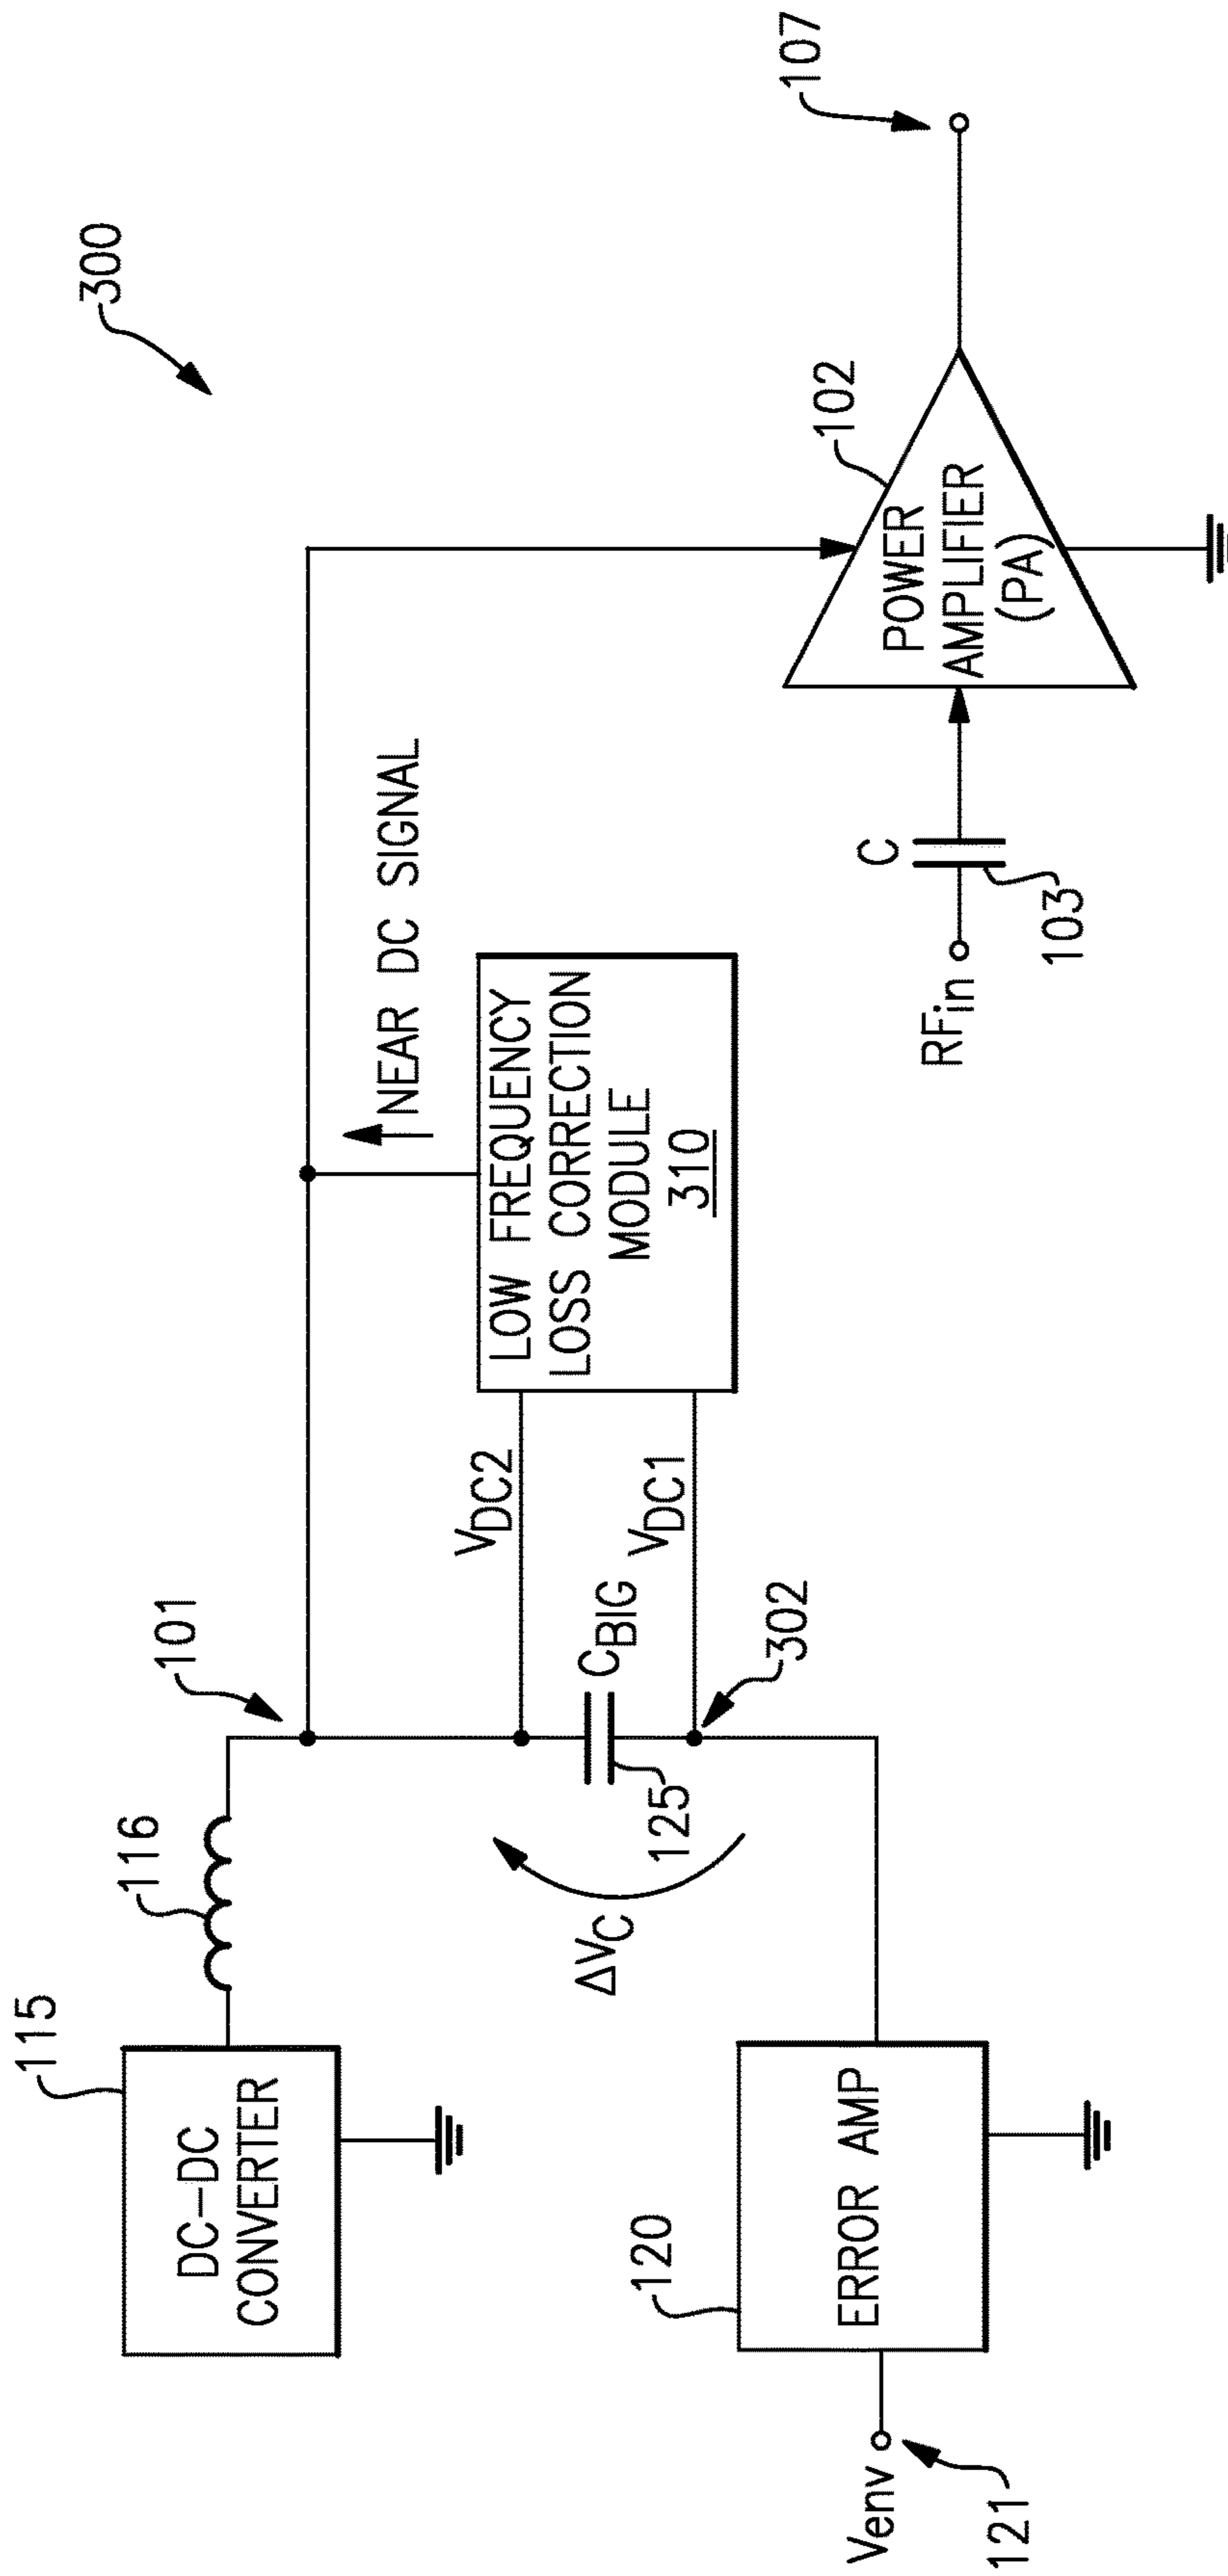 300
115
DC-DC
CONVERTER
116
101
NEAR DC SIGNAL
VDC2
LOW FREQUENCY
LOSS CORRECTION
MODULE
310
CBIG
125
ΔVC
VDC1
302
120
ERROR AMP
Venv
121
RFin
C
103
102
POWER
AMPLIFIER
(PA)
107